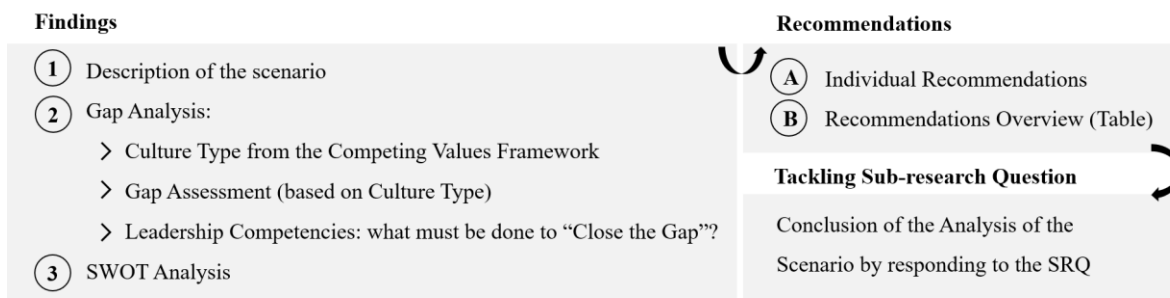 Findings
1 Description of the scenario
2 Gap Analysis:
> Culture Type from the Competing Values Framework
> Gap Assessment (based on Culture Type)
> Leadership Competencies: what must be done to “Close the Gap”?
3 SWOT Analysis
Recommendations
A Individual Recommendations
B Recommendations Overview (Table)
Tackling Sub-research Question
Conclusion of the Analysis of the
Scenario by responding to the SRQ